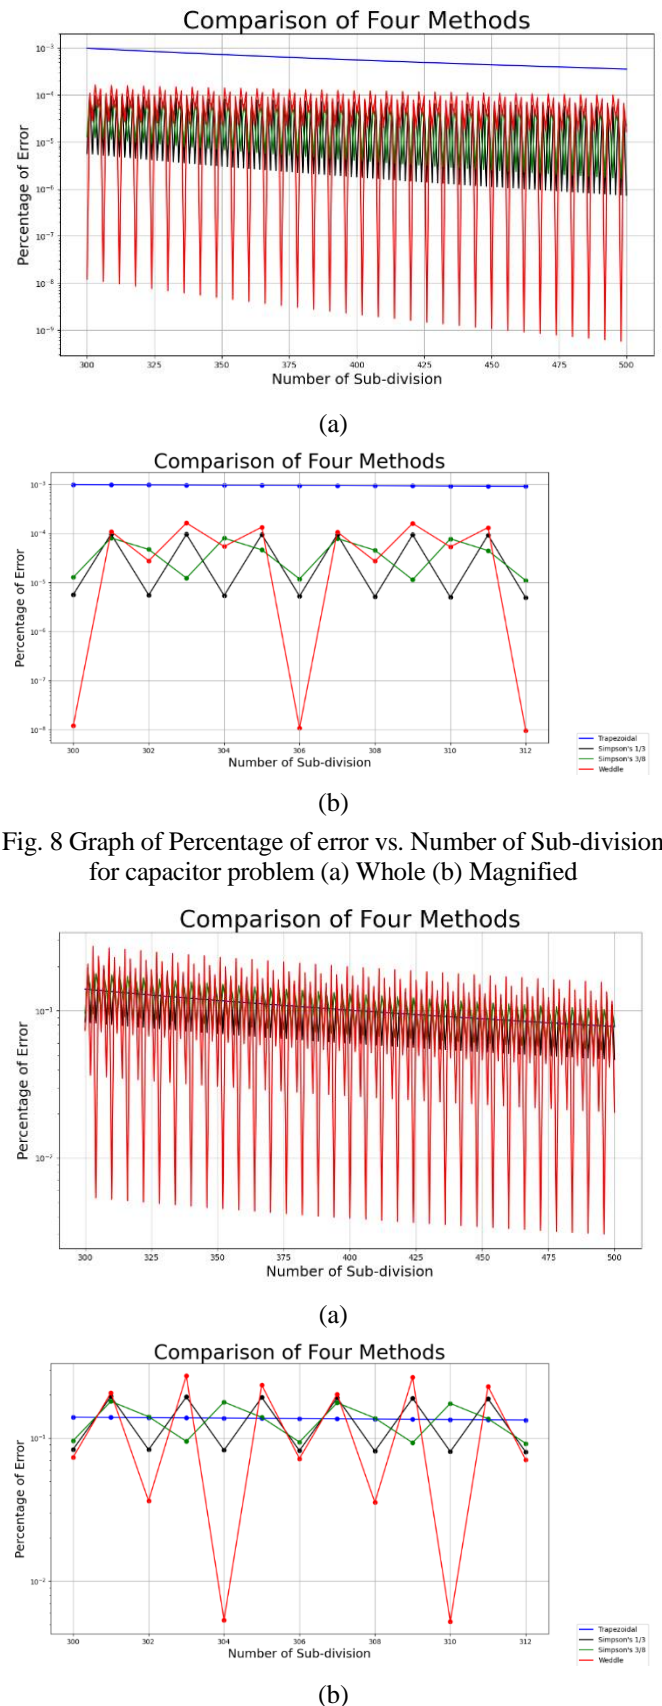 Comparison of Four Methods
10⁻³
10⁻⁴
10⁻⁵
10⁻⁶
10⁻⁷
10⁻⁸
10⁻⁹
Percentage of Error
300 325 350 375 400 425 450 475 500
Number of Sub-division
(a)
Comparison of Four Methods
10⁻³
10⁻⁴
10⁻⁵
10⁻⁶
10⁻⁷
10⁻⁸
Percentage of Error
300 302 304 306 308 310 312
Number of Sub-division
Trapezoidal
Simpson's 1/3
Simpson's 3/8
Weddle
(b)
Fig. 8 Graph of Percentage of error vs. Number of Sub-division
for capacitor problem (a) Whole (b) Magnified
Comparison of Four Methods
10⁻¹
10⁻²
Percentage of Error
300 325 350 375 400 425 450 475 500
Number of Sub-division
(a)
Comparison of Four Methods
10⁻¹
10⁻²
Percentage of Error
300 302 304 306 308 310 312
Number of Sub-division
Trapezoidal
Simpson's 1/3
Simpson's 3/8
Weddle
(b)